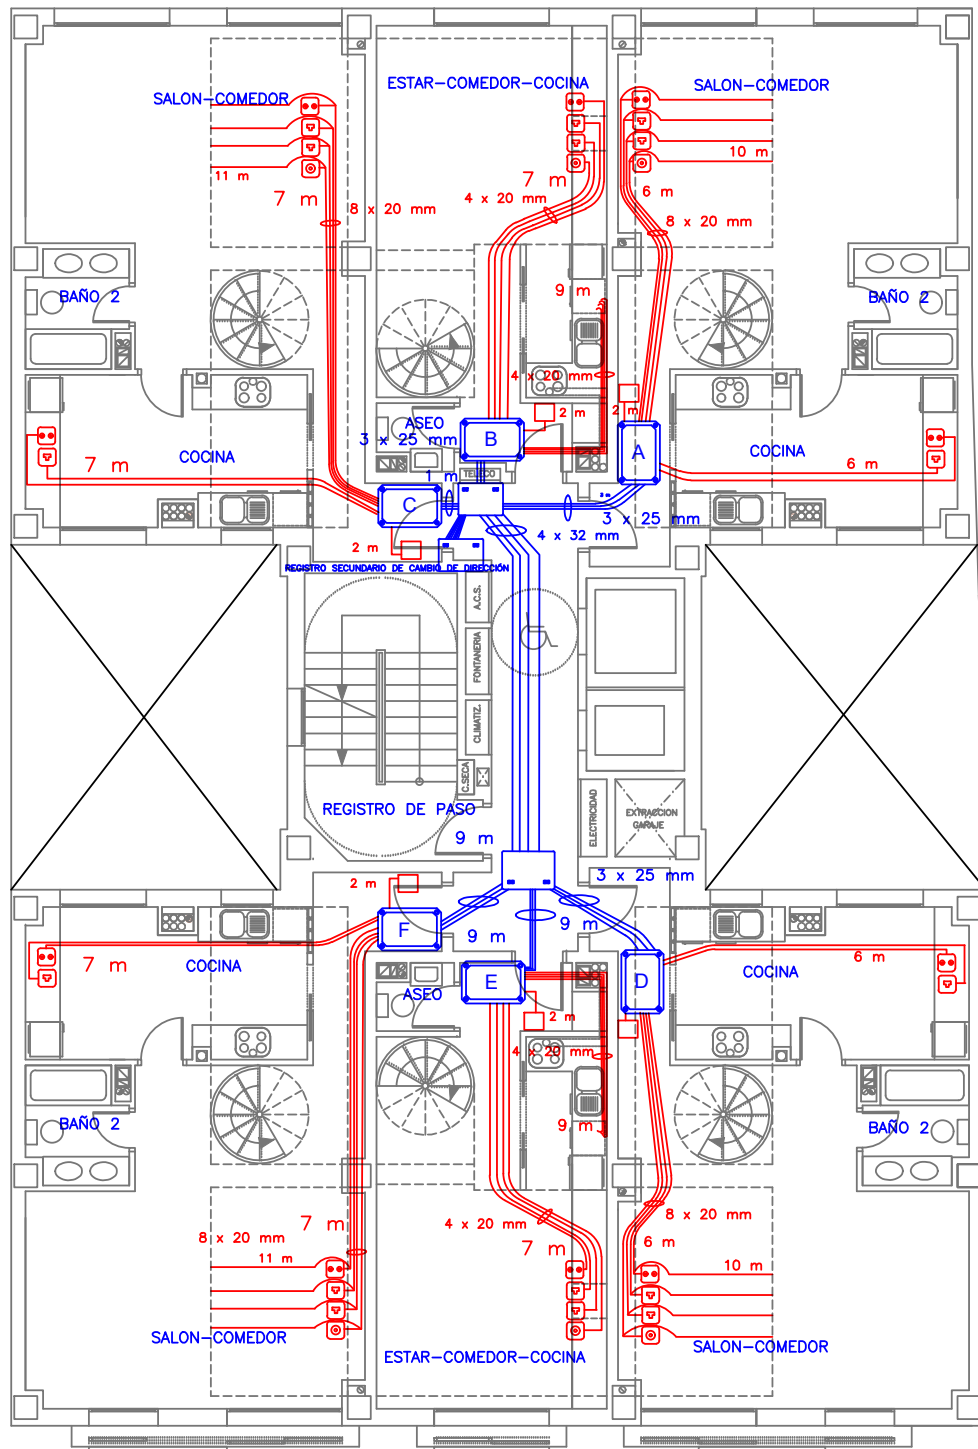 ESTAR-COMEDOR-COCINA
SALON-COMEDOR
SALON-COMEDOR
10 m
11 m
7 m
7 m
6 m
4 x 20 mm
8 x 20 mm
8 x 20 mm
BAÑO 2
9 m
BAÑO 2
4 x 20 mm
2 m
2 m
ASEO
B
3 x 25 mm
A
COCINA
COCINA
7 m
6 m
TELECO
1 m
2 m
C
3 x 25 mm
4 x 32 mm
2 m
REGISTRO SECUNDARIO DE CAMBIO DE DIRECCIÓN
A.C.S.
FONTANERIA
CLIMATIZ.
C.SECA
REGISTRO DE PASO
ELECTRICIDAD
EXTRACCION
GARAJE
9 m
3 x 25 mm
2 m
F
9 m
9 m
7 m
COCINA
6 m
COCINA
E
D
ASEO
2 m
4 x 20 mm
BAÑO 2
9 m
BAÑO 2
7 m
4 x 20 mm
8 x 20 mm
8 x 20 mm
11 m
7 m
6 m
10 m
SALON-COMEDOR
ESTAR-COMEDOR-COCINA
SALON-COMEDOR